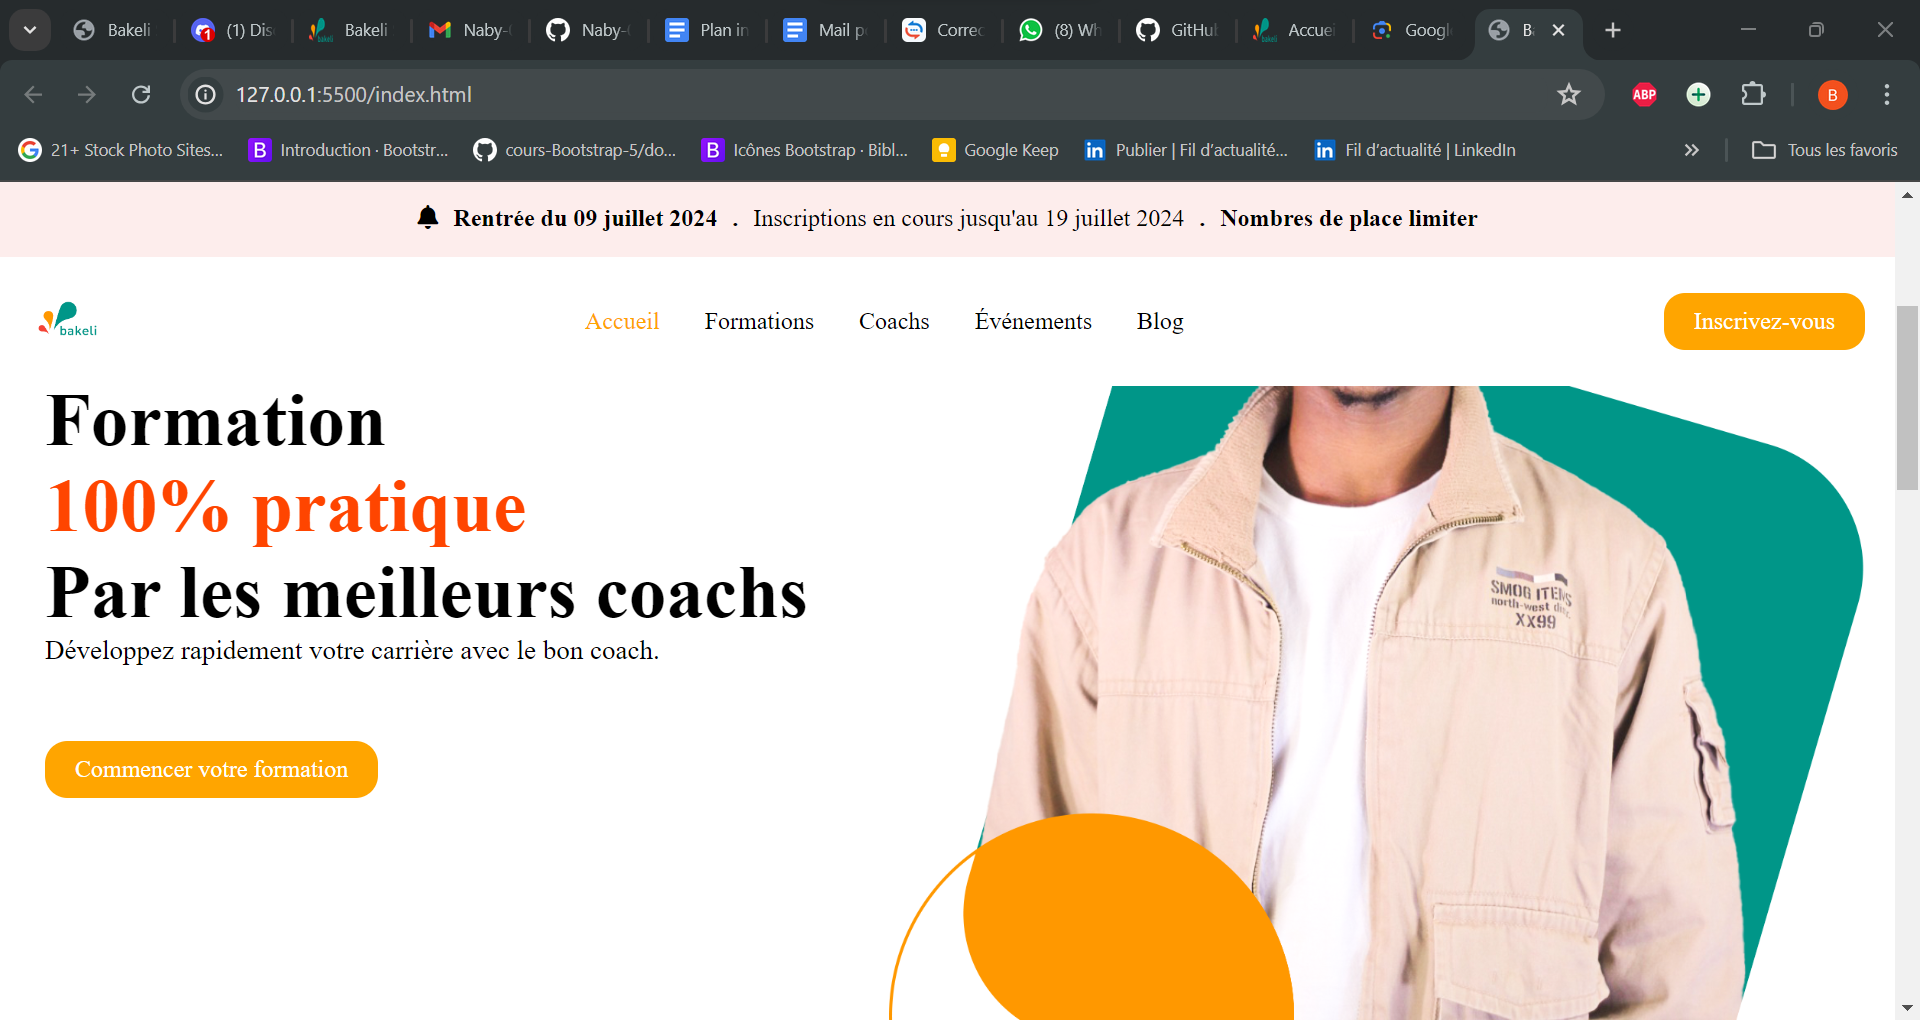 Bakeli
(1) Dis
Bakeli
Naby-
Naby-
Plan in
Mail p
Correc
(8) Wh
GitHu
Accuei
Googl
B
127.0.0.1:5500/index.html
ABP
B
21+ Stock Photo Sites...
Introduction · Bootstr...
cours-Bootstrap-5/do...
Icônes Bootstrap · Bibl...
Google Keep
Publier | Fil d'actualité...
Fil d'actualité | LinkedIn
Tous les favoris
Rentrée du 09 juillet 2024 . Inscriptions en cours jusqu'au 19 juillet 2024 . Nombres de place limiter
bakeli
Accueil
Formations
Coachs
Événements
Blog
Inscrivez-vous
Formation
100% pratique
Par les meilleurs coachs
Développez rapidement votre carrière avec le bon coach.
Commencer votre formation
SMOG ITEMS
north-west
XX99